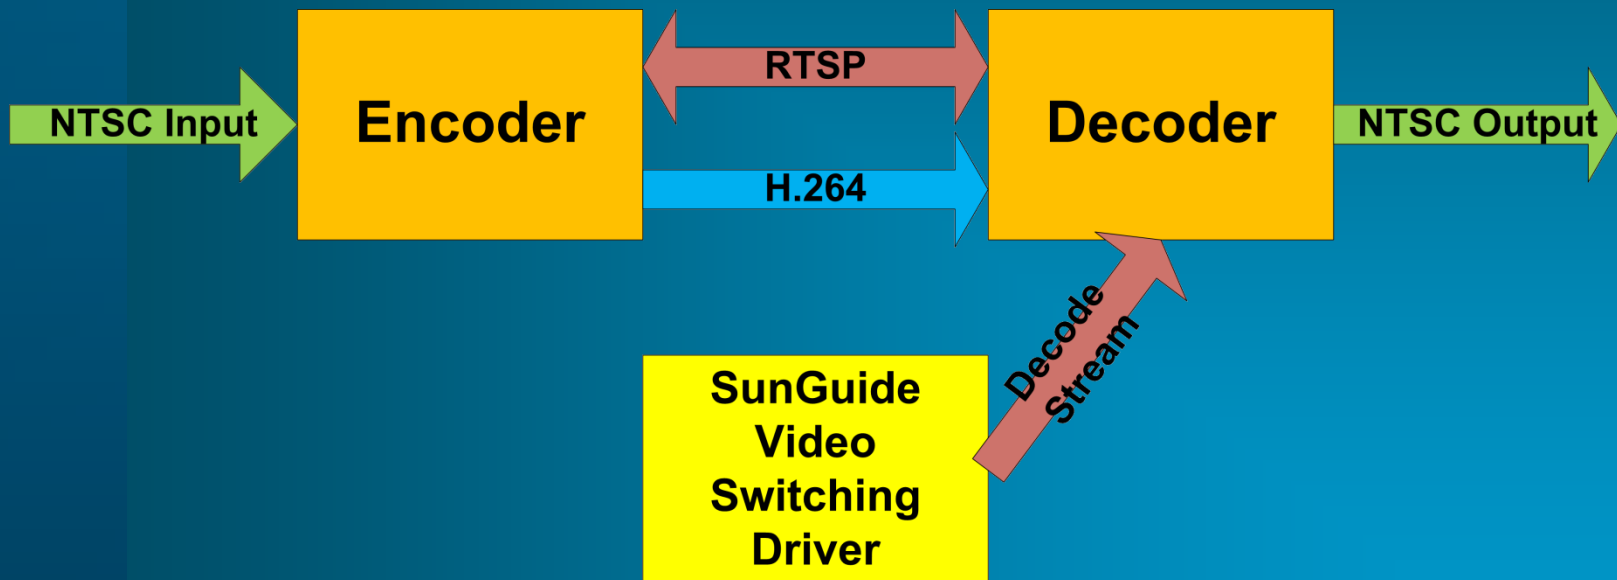 NTSC Input
Encoder
RTSP
H.264
Decoder
NTSC Output
Decode
Stream
SunGuide
Video
Switching
Driver